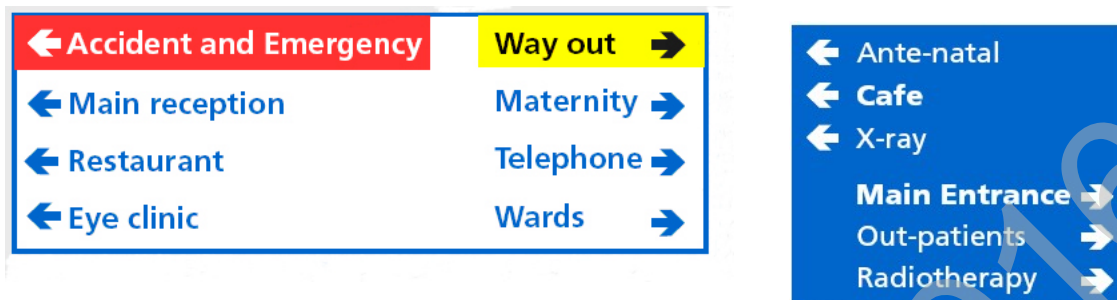 Accident and Emergency
Way out
Main reception
Maternity
Restaurant
Telephone
Eye clinic
Wards
Ante-natal
Cafe
X-ray
Main Entrance
Out-patients
Radiotherapy